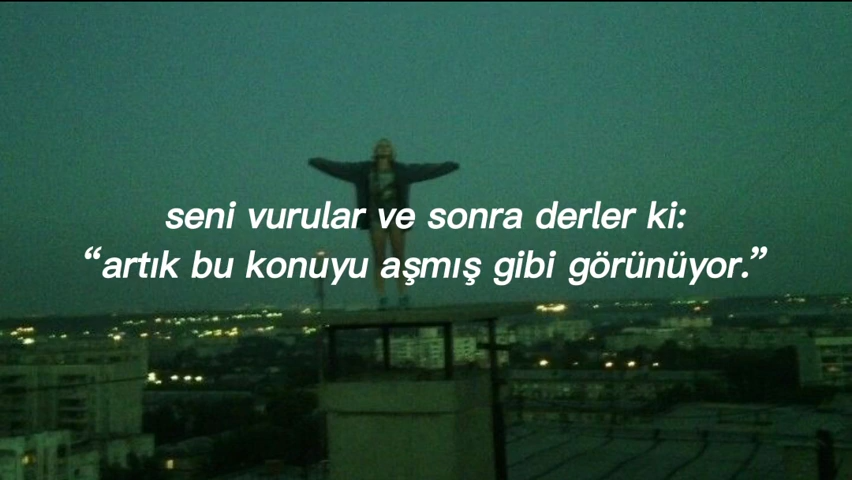 seni vurular ve sonra derler ki:
“artık bu konuyu aşmış gibi görünüyor.”